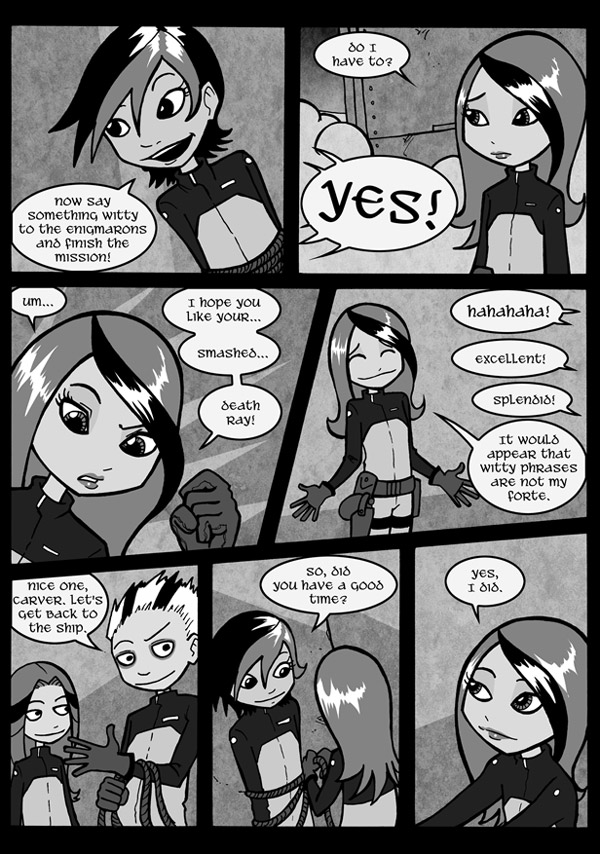 now say
something witty
to the enigmarons
and finish the
mission!
do I
have to?
yes!
um...
I hope you
like your...
smashed...
death
ray!
hahahaha!
excellent!
splendid!
It would
appear that
witty phrases
are not my
forte.
nice one,
carver. Let's
get back to
the ship.
so, did
you have a good
time?
yes,
I did.